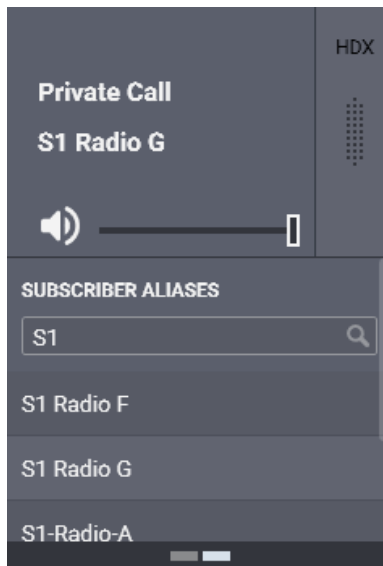 HDX
Private Call
S1 Radio G
SUBSCRIBER ALIASES
S1
S1 Radio F
S1 Radio G
S1-Radio-A